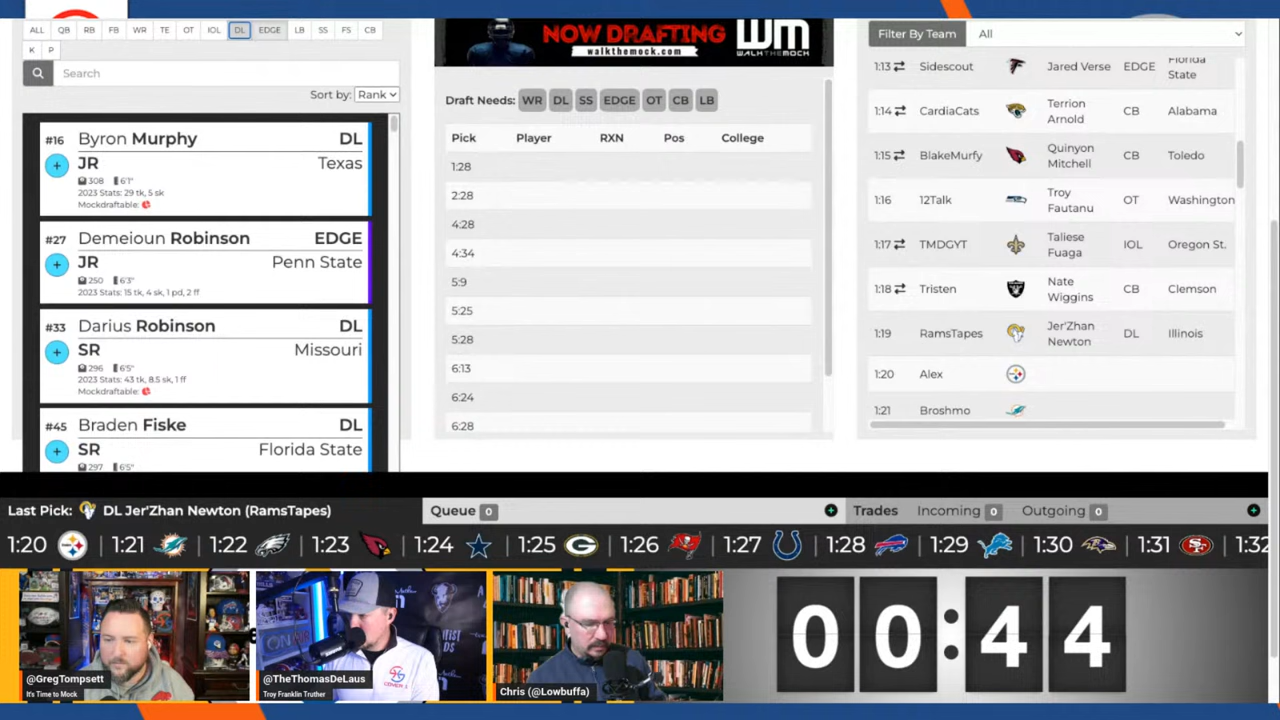 ALL QB RB FB WR TE OT IOL DL EDGE LB SS FS CB
K P
Search
Sort by: Rank
#16 Byron Murphy DL
JR Texas
308 6'1"
2023 Stats: 29 tk, 5 sk
Mockdraftable:
#27 Demeioun Robinson EDGE
JR Penn State
250 6'3"
2023 Stats: 15 tk, 4 sk, 1 pd, 2 ff
#33 Darius Robinson DL
SR Missouri
296 6'5"
2023 Stats: 43 tk, 8.5 sk, 1 ff
Mockdraftable:
#45 Braden Fiske DL
SR Florida State
297 6'5"
NOW DRAFTING
walkthemock.com
WM
WALKTHEMOCK
Draft Needs: WR DL SS EDGE OT CB LB
Pick Player RXN Pos College
1:28
2:28
4:28
4:34
5:9
5:25
5:28
6:13
6:24
6:28
Filter By Team All
1:13 Sidescout Jared Verse EDGE Florida State
1:14 CardiaCats Terrion Arnold CB Alabama
1:15 BlakeMurfy Quinyon Mitchell CB Toledo
1:16 12Talk Troy Fautanu OT Washington
1:17 TMDGYT Taliese Fuaga IOL Oregon St.
1:18 Tristen Nate Wiggins CB Clemson
1:19 RamsTapes Jer'Zhan Newton DL Illinois
1:20 Alex
1:21 Broshmo
Last Pick: DL Jer'Zhan Newton (RamsTapes)
Queue 0
Trades Incoming 0 Outgoing 0
1:20 | 1:21 | 1:22 | 1:23 | 1:24 | 1:25 | 1:26 | 1:27 | 1:28 | 1:29 | 1:30 | 1:31 | 1:32
@GregTompsett
It's Time to Mock
@TheThomasDeLaus
Troy Franklin Truther
Chris (@Lowbuffa)
00:44